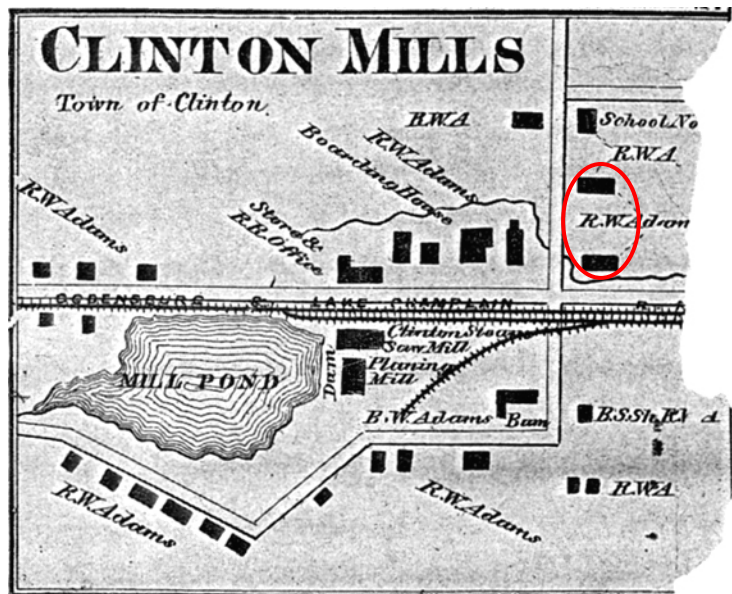 CLINTON MILLS
Town of Clinton
R.W.A
School No
R.W.A
R.W.Adams
Boarding House
R.W.Adam
Store &
R.R.Office
R.W.Adams
OGDENSBURG & LAKE CHAMPLAIN R.
Clinton Steam
Saw Mill
Dam
Planing
Mill
MILL POND
R.W.Adams
Barn
B.S.Sh. R.W A
R.W.A
R.W.Adams
R.W.Adams